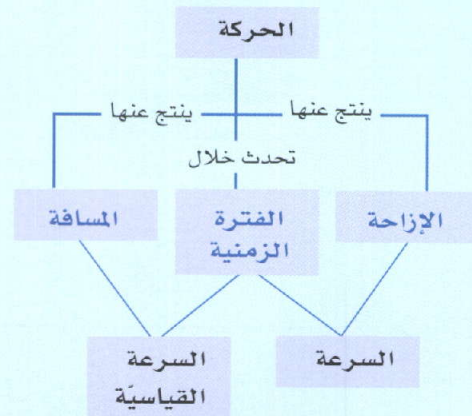 الحركة
ينتج عنها
ينتج عنها
تحدث خلال
الإزاحة
الفترة
الزمنية
المسافة
السرعة
السرعة
القياسيّة